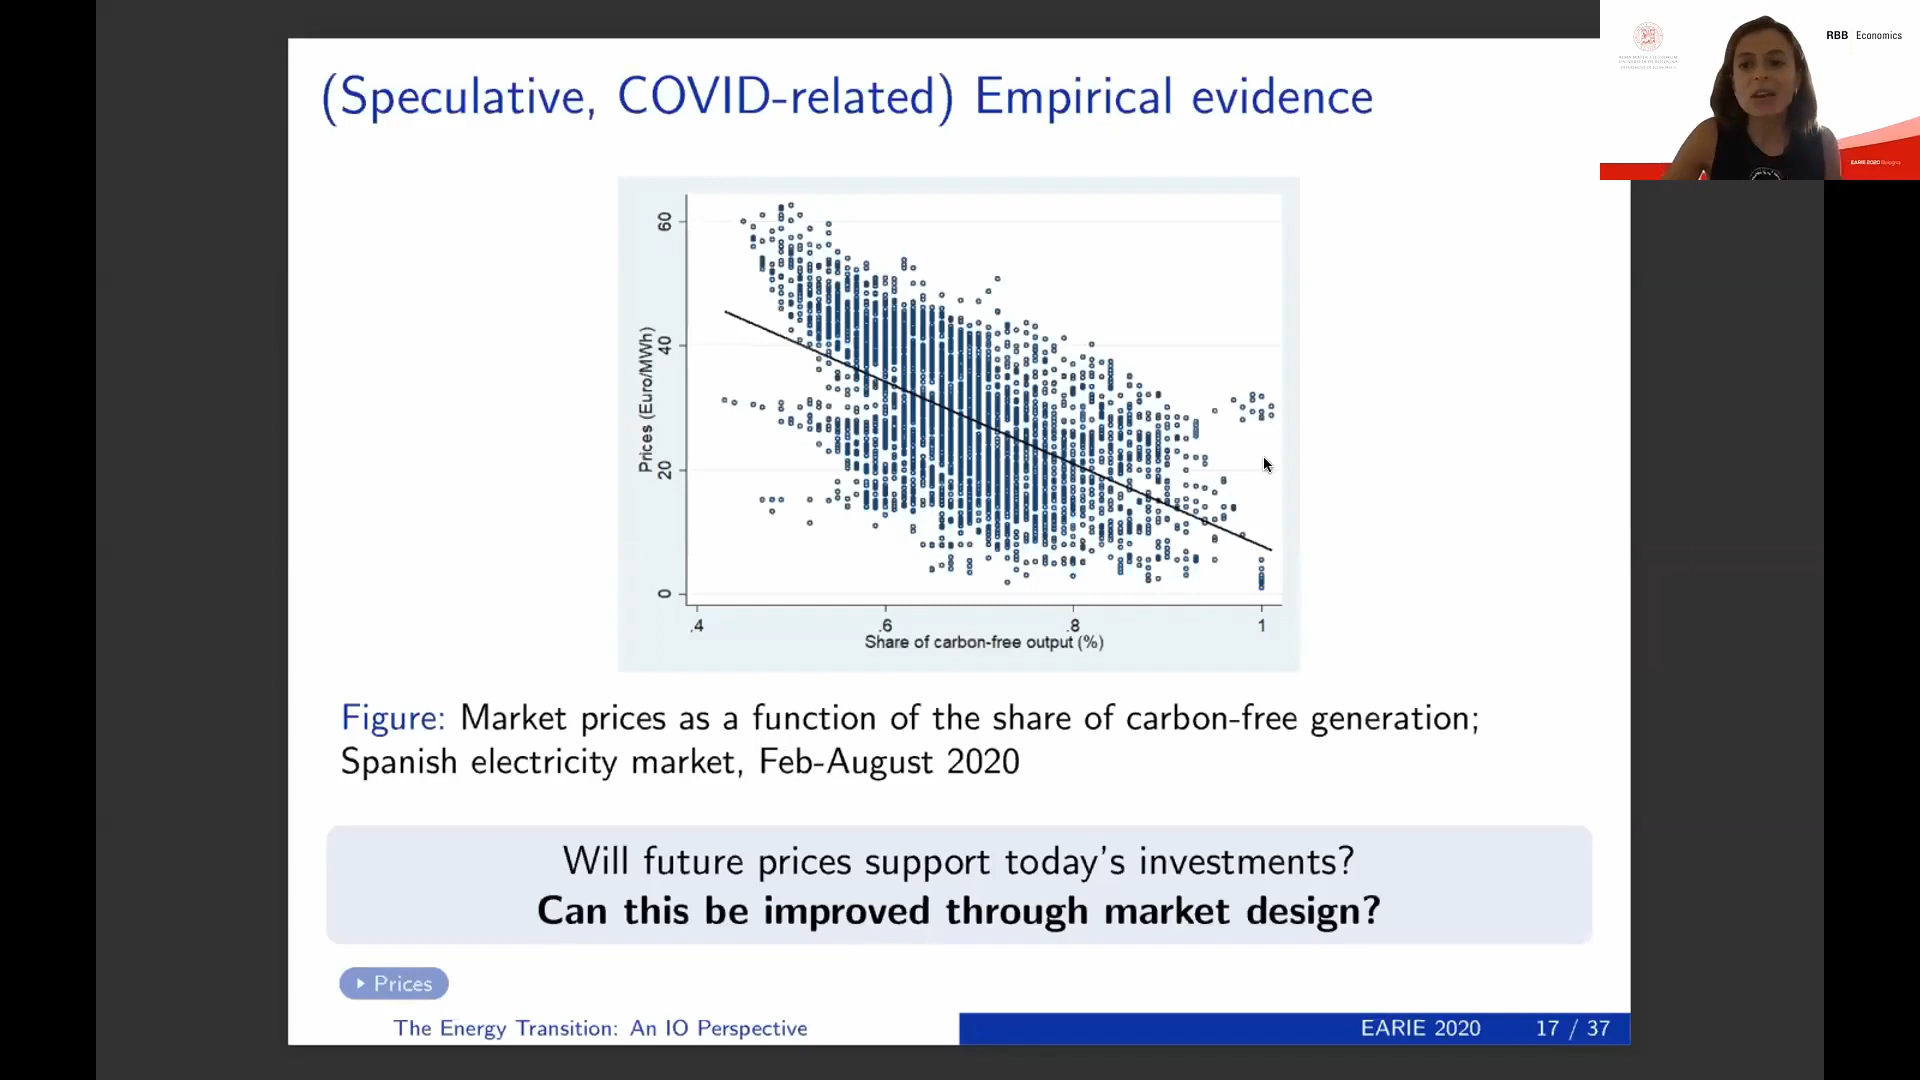 (Speculative, COVID-related) Empirical evidence
RBB Economics
EARIE 2020 Bologna
Prices (Euro/MWh)
60
40
20
0
.4 .6 .8 1
Share of carbon-free output (%)
Figure: Market prices as a function of the share of carbon-free generation;
Spanish electricity market, Feb-August 2020
Will future prices support today's investments?
Can this be improved through market design?
Prices
The Energy Transition: An IO Perspective
EARIE 2020 17 / 37